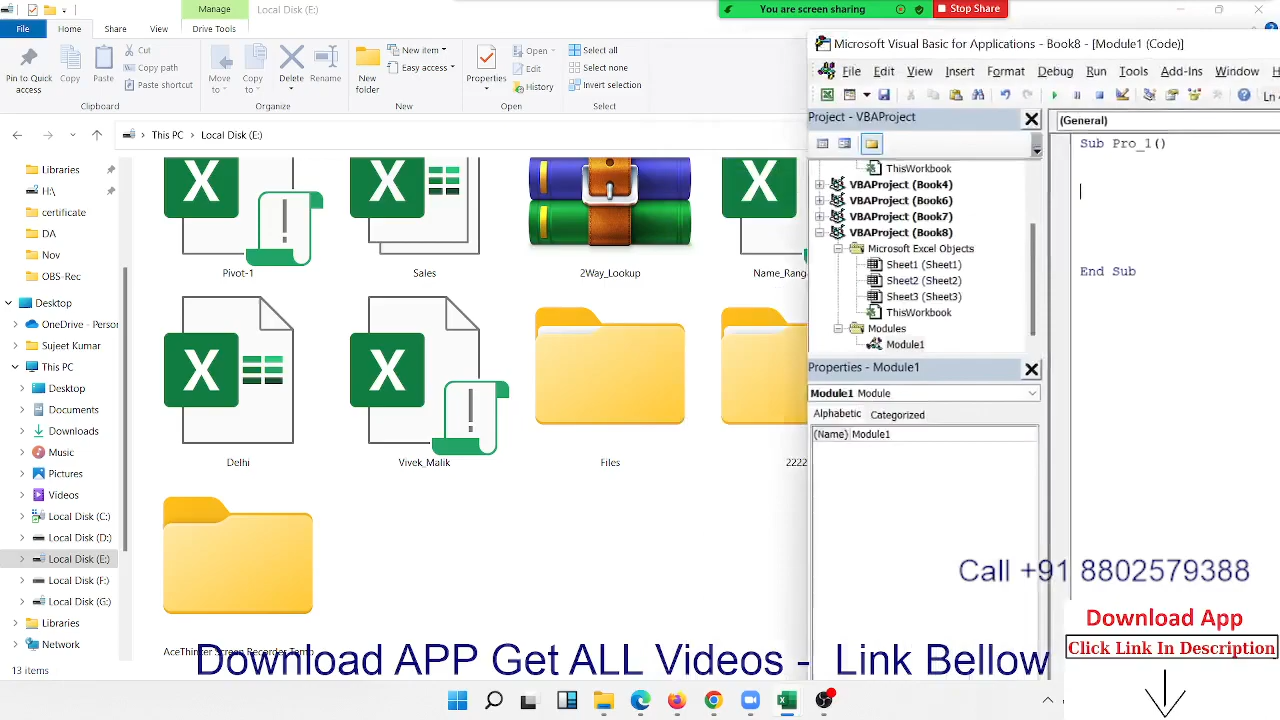 Manage
Local Disk (E:)
You are screen sharing
Stop Share
File
Home
Share
View
Drive Tools
Pin to Quick access
Copy
Paste
Cut
Copy path
Paste shortcut
Clipboard
Move to
Copy to
Delete
Rename
Organize
New folder
New item
Easy access
New
Properties
Open
Edit
History
Open
Select all
Select none
Invert selection
Select
This PC > Local Disk (E:)
Libraries
H:\
certificate
DA
Nov
OBS-Rec
Desktop
OneDrive - Person
Sujeet Kumar
This PC
Desktop
Documents
Downloads
Music
Pictures
Videos
Local Disk (C:)
Local Disk (D:)
Local Disk (E:)
Local Disk (F:)
Local Disk (G:)
Libraries
Network
13 items
Pivot-1
Sales
2Way_Lookup
Name_Rang
Delhi
Vivek_Malik
Files
2222
AceThinker Screen Recorder Temp
Microsoft Visual Basic for Applications - Book8 - [Module1 (Code)]
File Edit View Insert Format Debug Run Tools Add-Ins Window H
Ln
Project - VBAProject
ThisWorkbook
VBAProject (Book4)
VBAProject (Book6)
VBAProject (Book7)
VBAProject (Book8)
Microsoft Excel Objects
Sheet1 (Sheet1)
Sheet2 (Sheet2)
Sheet3 (Sheet3)
ThisWorkbook
Modules
Module1
Properties - Module1
Module1 Module
Alphabetic Categorized
(Name) Module1
(General)
Sub Pro_1()
End Sub
Call +91 8802579388
Download App
Click Link In Description
Download APP Get ALL Videos - Link Bellow